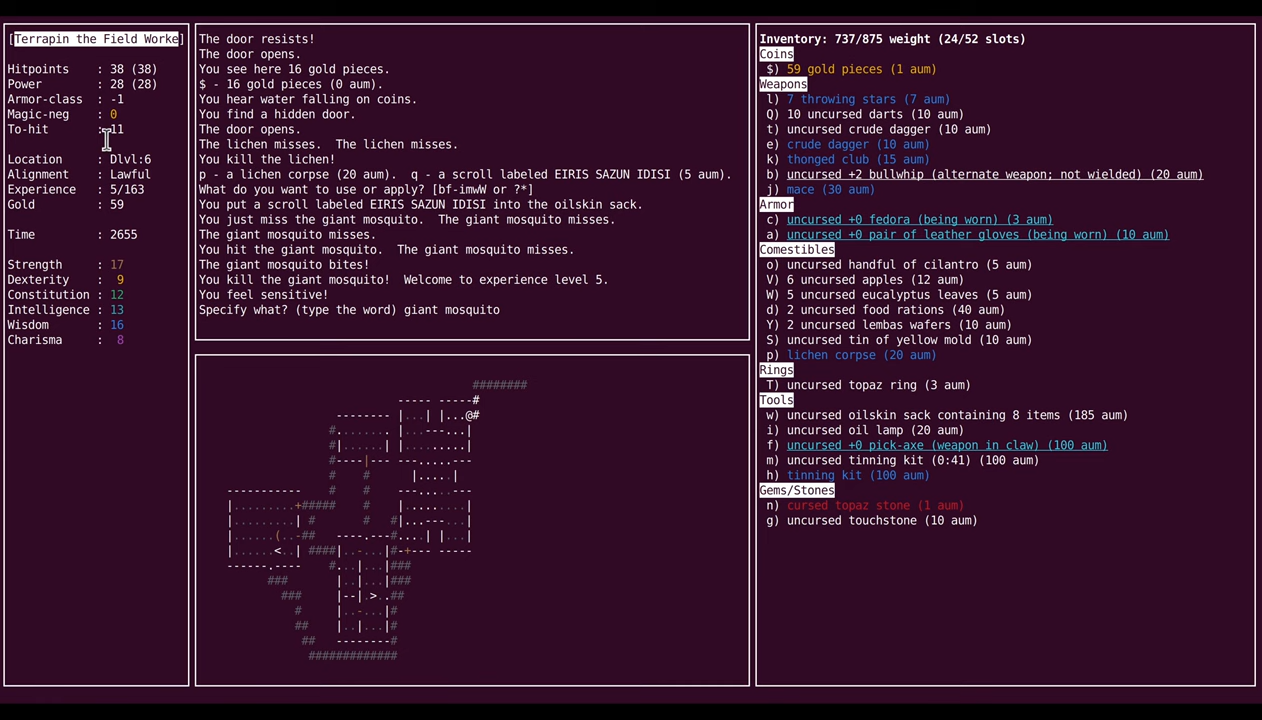 [Terrapin the Field Worke]
Hitpoints : 38 (38)
Power : 28 (28)
Armor-class : -1
Magic-neg : 0
To-hit : 11
Location : Dlvl:6
Alignment : Lawful
Experience : 5/163
Gold : 59
Time : 2655
Strength : 17
Dexterity : 9
Constitution : 12
Intelligence : 13
Wisdom : 16
Charisma : 8
The door resists!
The door opens.
You see here 16 gold pieces.
$ - 16 gold pieces (0 aum).
You hear water falling on coins.
You find a hidden door.
The door opens.
The lichen misses.  The lichen misses.
You kill the lichen!
p - a lichen corpse (20 aum).  q - a scroll labeled EIRIS SAZUN IDISI (5 aum).
What do you want to use or apply? [bf-imwW or ?*]
You put a scroll labeled EIRIS SAZUN IDISI into the oilskin sack.
You just miss the giant mosquito.  The giant mosquito misses.
The giant mosquito misses.
You hit the giant mosquito.  The giant mosquito misses.
The giant mosquito bites!
You kill the giant mosquito!  Welcome to experience level 5.
You feel sensitive!
Specify what? (type the word) giant mosquito
Inventory: 737/875 weight (24/52 slots)
Coins
$) 59 gold pieces (1 aum)
Weapons
l) 7 throwing stars (7 aum)
Q) 10 uncursed darts (10 aum)
t) uncursed crude dagger (10 aum)
e) crude dagger (10 aum)
k) thonged club (15 aum)
b) uncursed +2 bullwhip (alternate weapon; not wielded) (20 aum)
j) mace (30 aum)
Armor
c) uncursed +0 fedora (being worn) (3 aum)
a) uncursed +0 pair of leather gloves (being worn) (10 aum)
Comestibles
o) uncursed handful of cilantro (5 aum)
V) 6 uncursed apples (12 aum)
W) 5 uncursed eucalyptus leaves (5 aum)
d) 2 uncursed food rations (40 aum)
Y) 2 uncursed lembas wafers (10 aum)
S) uncursed tin of yellow mold (10 aum)
p) lichen corpse (20 aum)
Rings
T) uncursed topaz ring (3 aum)
Tools
w) uncursed oilskin sack containing 8 items (185 aum)
i) uncursed oil lamp (20 aum)
f) uncursed +0 pick-axe (weapon in claw) (100 aum)
m) uncursed tinning kit (0:41) (100 aum)
h) tinning kit (100 aum)
Gems/Stones
n) cursed topaz stone (1 aum)
g) uncursed touchstone (10 aum)